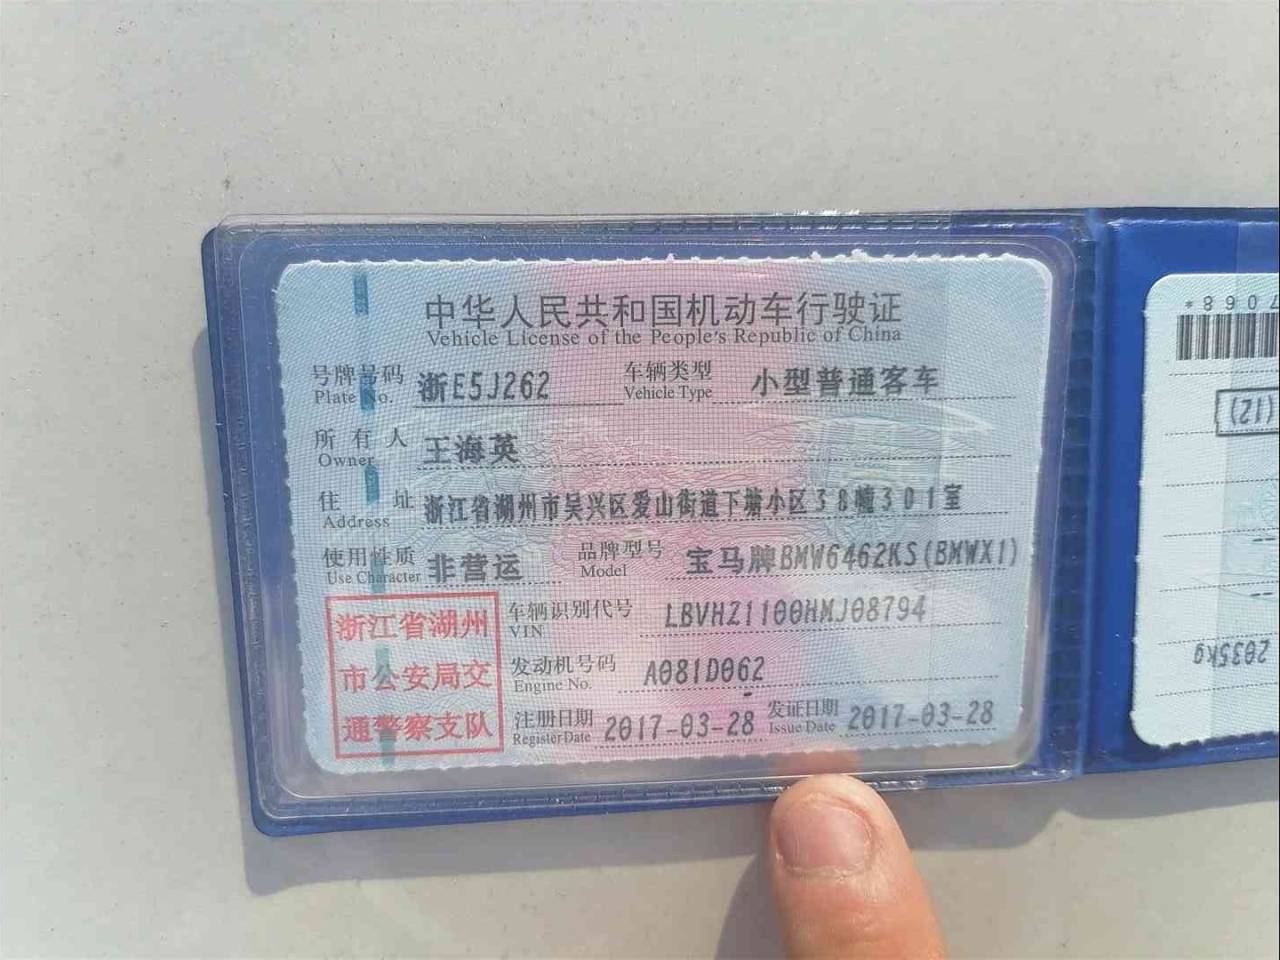 中华人民共和国机动车行驶证
Vehicle License of the People's Republic of China
号牌号码 浙E5J262 车辆类型 小型普通客车
Plate No. Vehicle Type
所有人 王海英
Owner
住址 浙江省湖州市吴兴区爱山街道下塘小区38幢301室
Address
使用性质 非营运 品牌型号 宝马牌BMW6462KS(BMWX1)
Use Character Model
浙江省湖州
市公安局交
通警察支队
车辆识别代号 LBVHZ1100HMJ08794
VIN
发动机号码 A081D062
Engine No.
注册日期 2017-03-28 发证日期 2017-03-28
Register Date Issue Date
2035kg
(12)
7068*